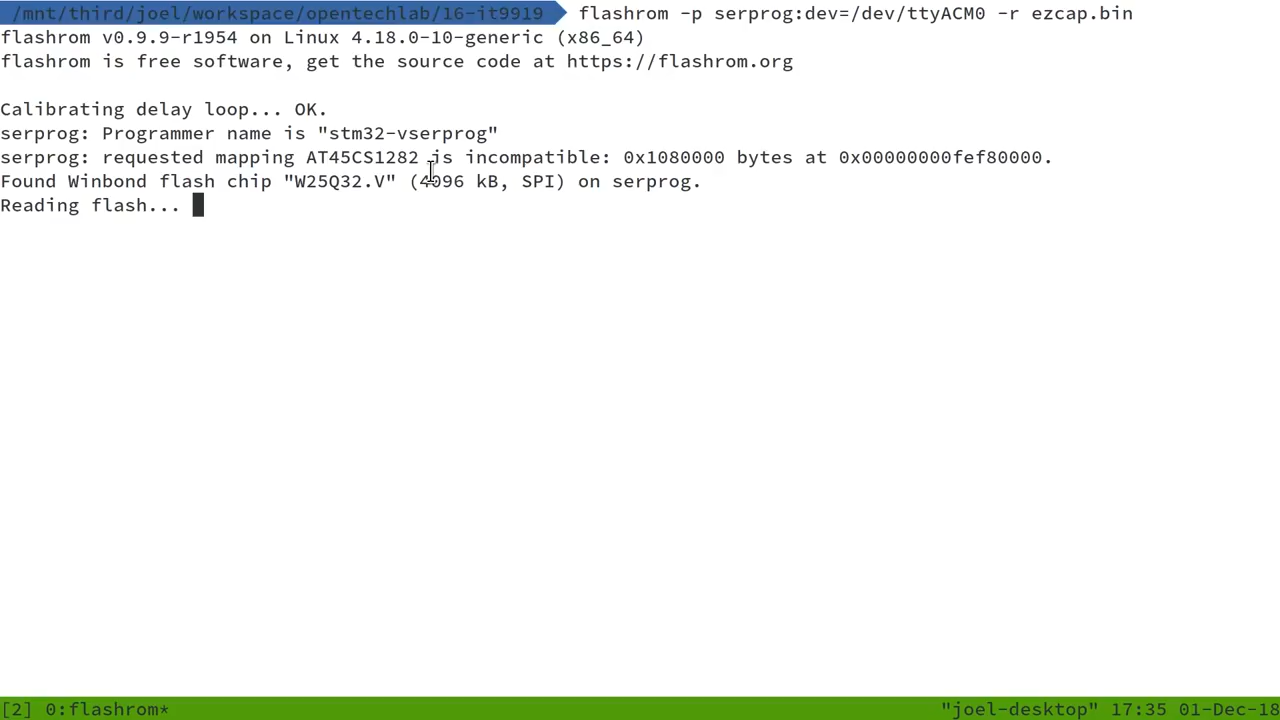 /mnt/third/joel/workspace/opentechlab/16-it9919 flashrom -p serprog:dev=/dev/ttyACM0 -r ezcap.bin
flashrom v0.9.9-r1954 on Linux 4.18.0-10-generic (x86_64)
flashrom is free software, get the source code at https://flashrom.org
Calibrating delay loop... OK.
serprog: Programmer name is "stm32-vserprog"
serprog: requested mapping AT45CS1282 is incompatible: 0x1080000 bytes at 0x00000000fef80000.
Found Winbond flash chip "W25Q32.V" (4096 kB, SPI) on serprog.
Reading flash...
[2] 0:flashrom* "joel-desktop" 17:35 01-Dec-18